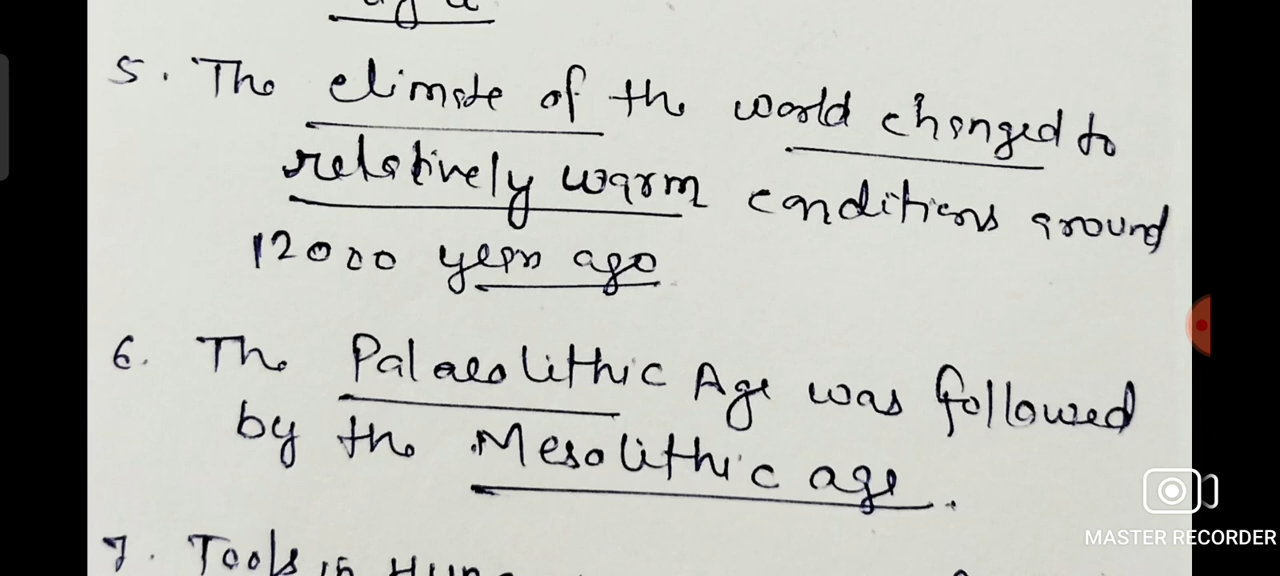 5. The climate of the world changed to
relatively warm conditions around
12000 years ago
6. The Palaeolithic Age was followed
by the Mesolithic age.
7. Tools in
MASTER RECORDER